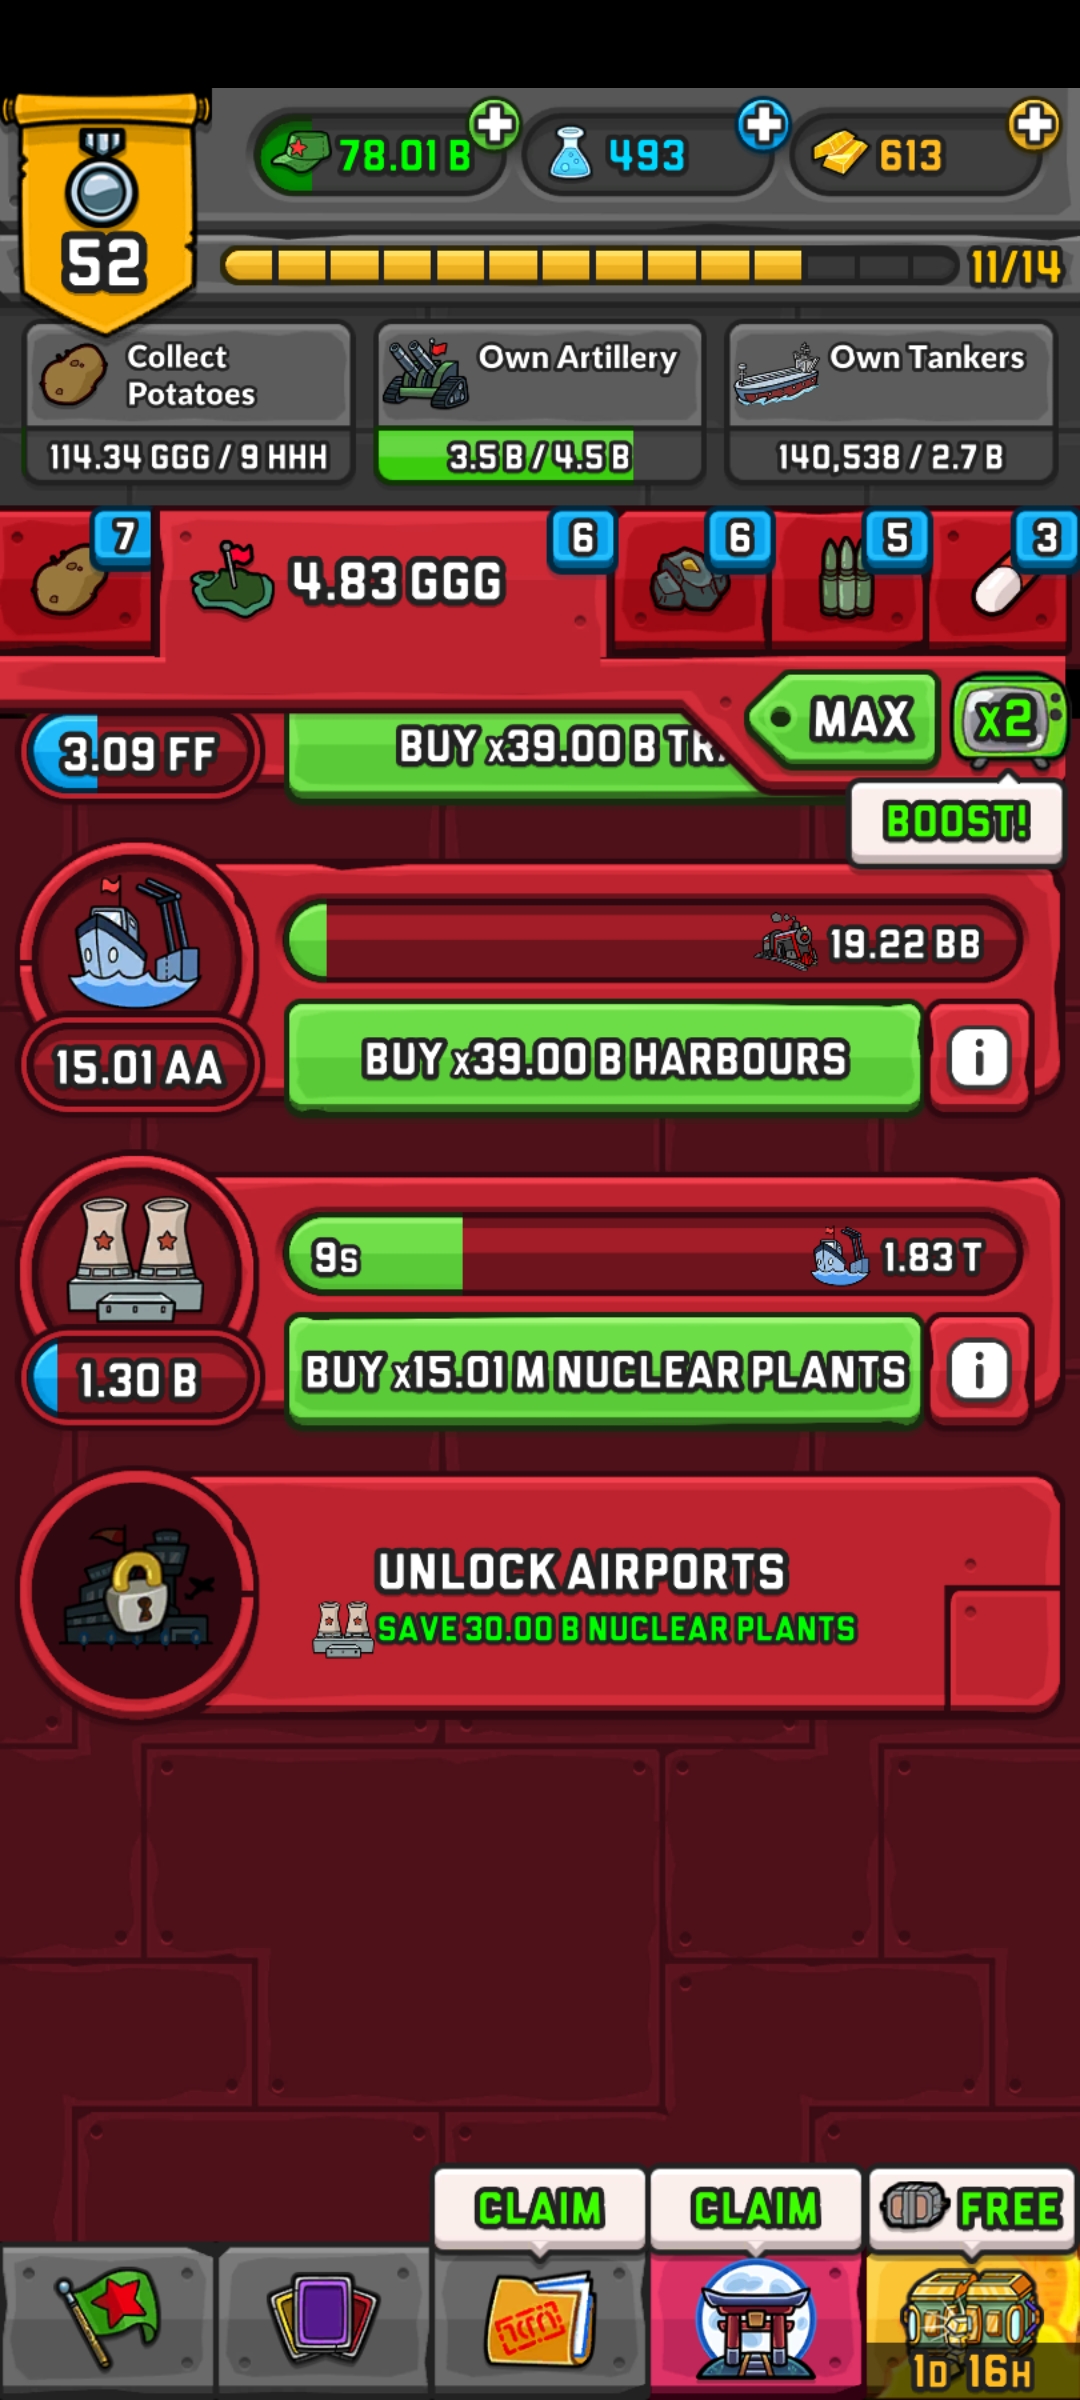 78.01 B
493
613
52
11/14
Collect
Potatoes
Own Artillery
Own Tankers
114.34 GGG / 9 HHH
3.5 B / 4.5 B
140,538 / 2.7 B
7
4.83 GGG
6
6
5
3
MAX
x2
3.09 FF
BUY x39.00 B
BOOST!
19.22 BB
15.01 AA
BUY x39.00 B HARBOURS
i
9s
1.83 T
1.30 B
BUY x15.01 M NUCLEAR PLANTS
i
UNLOCK AIRPORTS
SAVE 30.00 B NUCLEAR PLANTS
CLAIM
CLAIM
FREE
1D 16H